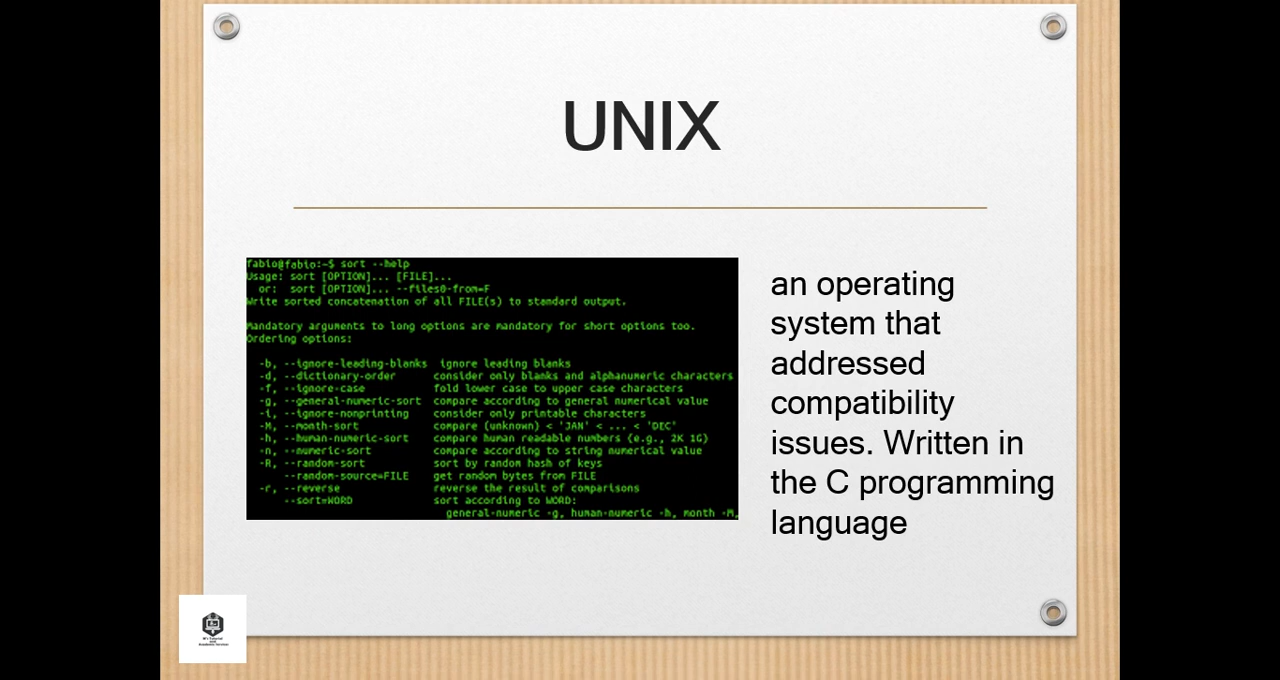 UNIX
fabio@fabio:~$ sort --help
Usage: sort [OPTION]... [FILE]...
or: sort [OPTION]... --files0-from=F
Write sorted concatenation of all FILE(s) to standard output.
Mandatory arguments to long options are mandatory for short options too.
Ordering options:
-b, --ignore-leading-blanks ignore leading blanks
-d, --dictionary-order consider only blanks and alphanumeric characters
-f, --ignore-case fold lower case to upper case characters
-g, --general-numeric-sort compare according to general numerical value
-i, --ignore-nonprinting consider only printable characters
-M, --month-sort compare (unknown) < 'JAN' < ... < 'DEC'
-h, --human-numeric-sort compare human readable numbers (e.g., 2K 1G)
-n, --numeric-sort compare according to string numerical value
-R, --random-sort sort by random hash of keys
--random-source=FILE get random bytes from FILE
-r, --reverse reverse the result of comparisons
--sort=WORD sort according to WORD:
general-numeric -g, human-numeric -h, month -M,
an operating
system that
addressed
compatibility
issues. Written in
the C programming
language